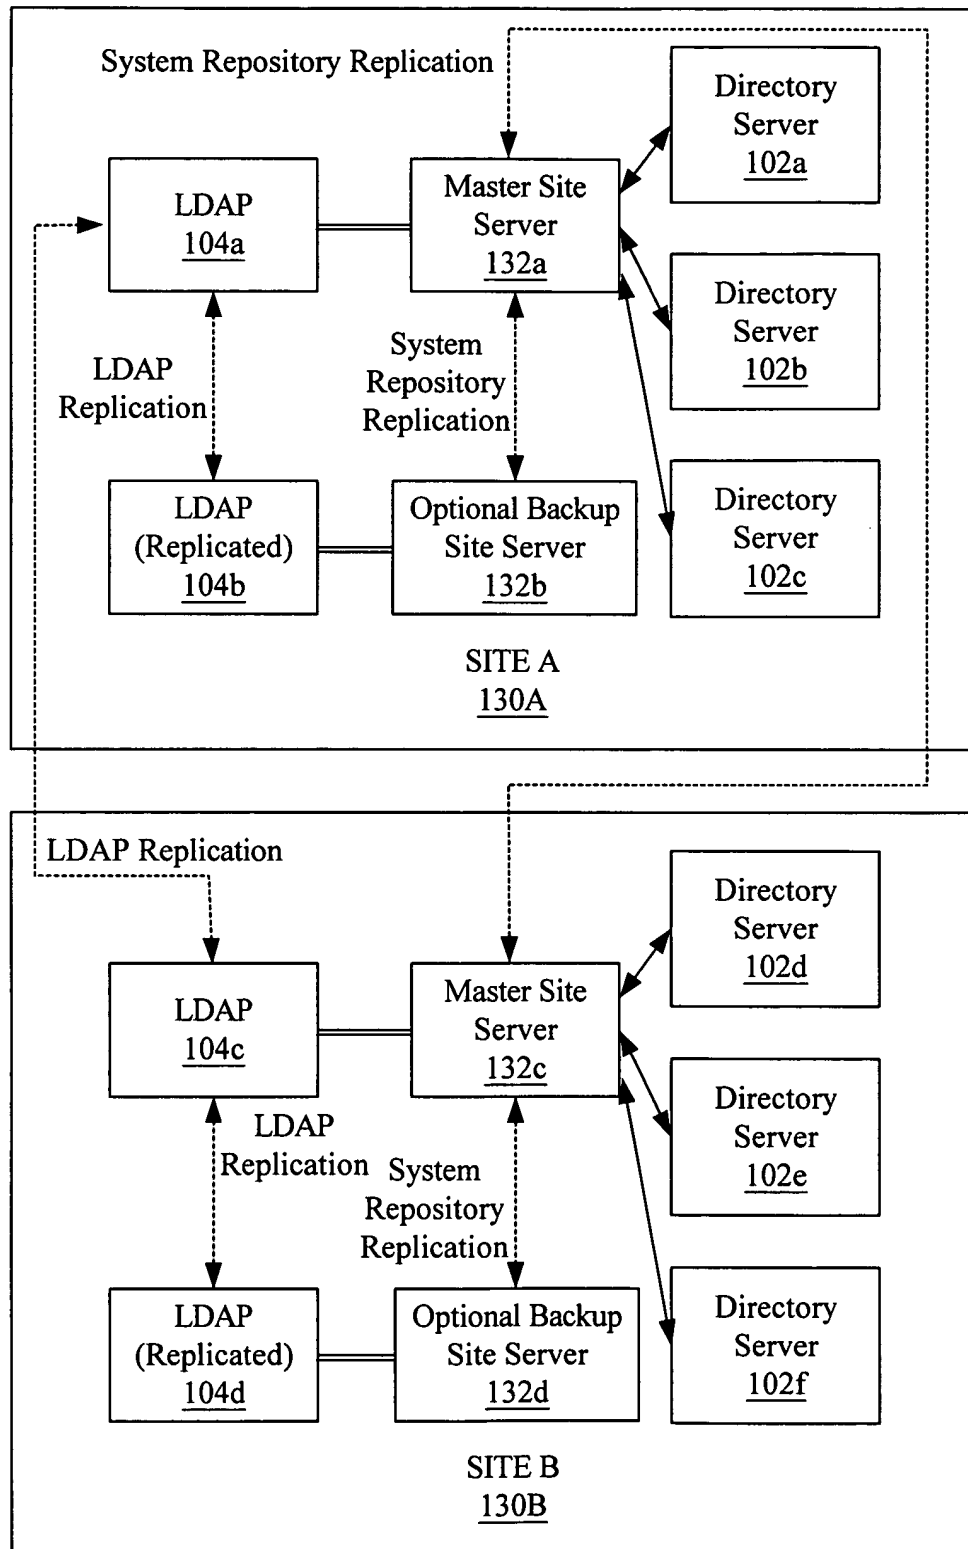 System Repository Replication
Directory
Server
102a
LDAP
104a
Master Site
Server
132a
Directory
Server
102b
LDAP
Replication
System
Repository
Replication
Directory
Server
102c
LDAP
(Replicated)
104b
Optional Backup
Site Server
132b
SITE A
130A
LDAP Replication
Directory
Server
102d
LDAP
104c
Master Site
Server
132c
Directory
Server
102e
LDAP
Replication
System
Repository
Replication
Directory
Server
102f
LDAP
(Replicated)
104d
Optional Backup
Site Server
132d
SITE B
130B